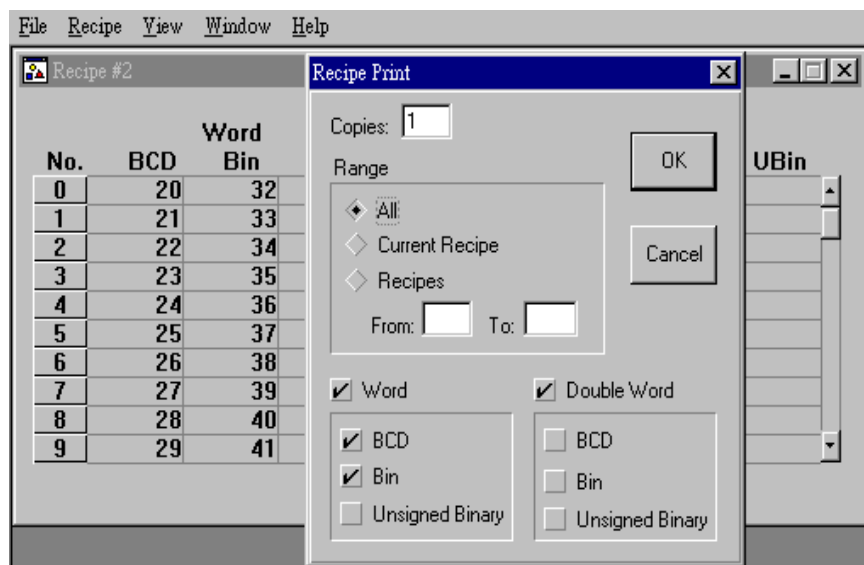 File Recipe View Window Help
Recipe #2
Word
No. BCD Bin UBin
0 20 32
1 21 33
2 22 34
3 23 35
4 24 36
5 25 37
6 26 38
7 27 39
8 28 40
9 29 41
Recipe Print
Copies: 1
OK
Range
All
Current Recipe
Cancel
Recipes
From: To:
Word
BCD
Bin
Unsigned Binary
Double Word
BCD
Bin
Unsigned Binary